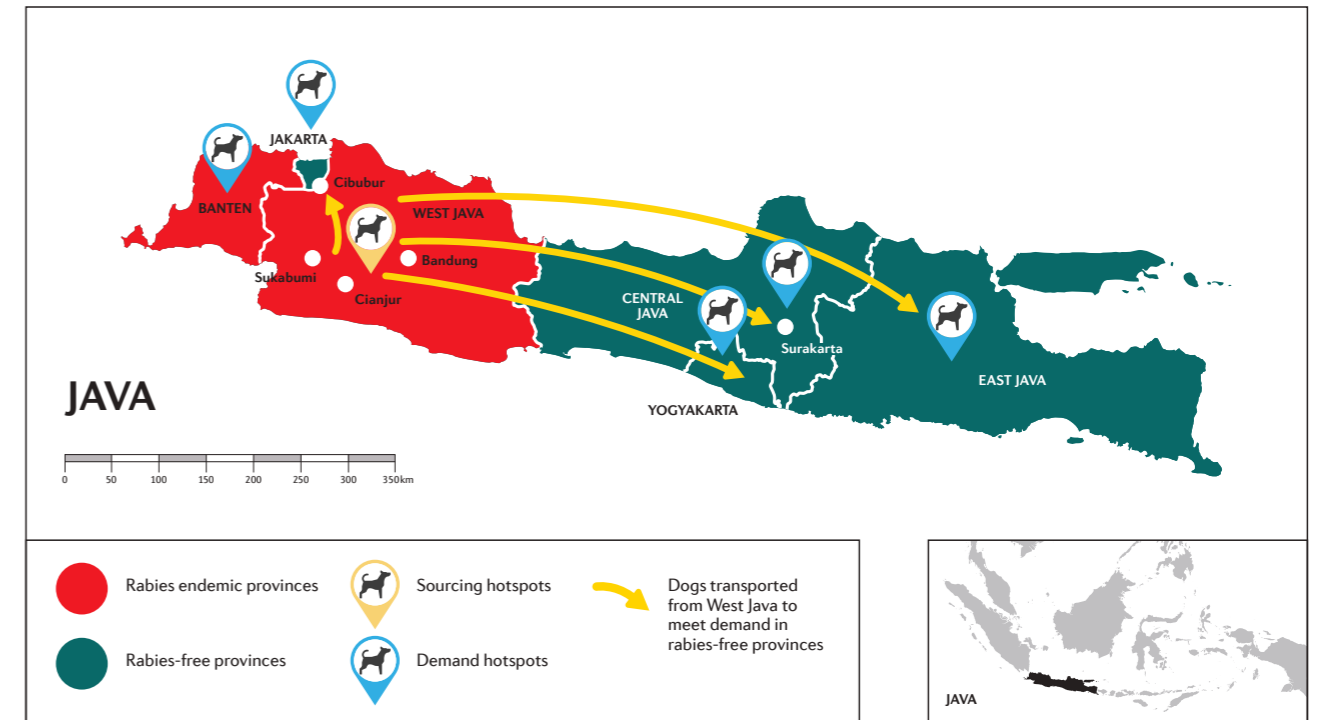 JAKARTA
Cibubur
BANTEN
WEST JAVA
Sukabumi
Bandung
Cianjur
CENTRAL
JAVA
Surakarta
EAST JAVA
YOGYAKARTA
JAVA
0 50 100 150 200 250 300 350km
Rabies endemic provinces
Rabies-free provinces
Sourcing hotspots
Demand hotspots
Dogs transported
from West Java to
meet demand in
rabies-free provinces
JAVA